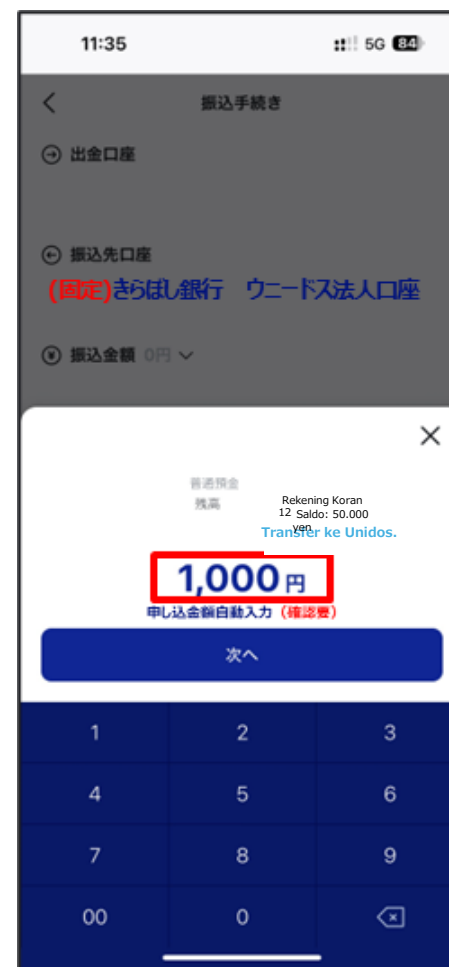 11:35 5G 84
振込手続き
出金口座
振込先口座
(固定)きらぼし銀行 ウニードス法人口座
振込金額 0円
普通預金
残高
Rekening Koran
12 Saldo: 50.000
yen
Transfer ke Unidos.
1,000 円
申し込金額自動入力 (確認要)
次へ
1 2 3
4 5 6
7 8 9
00 0